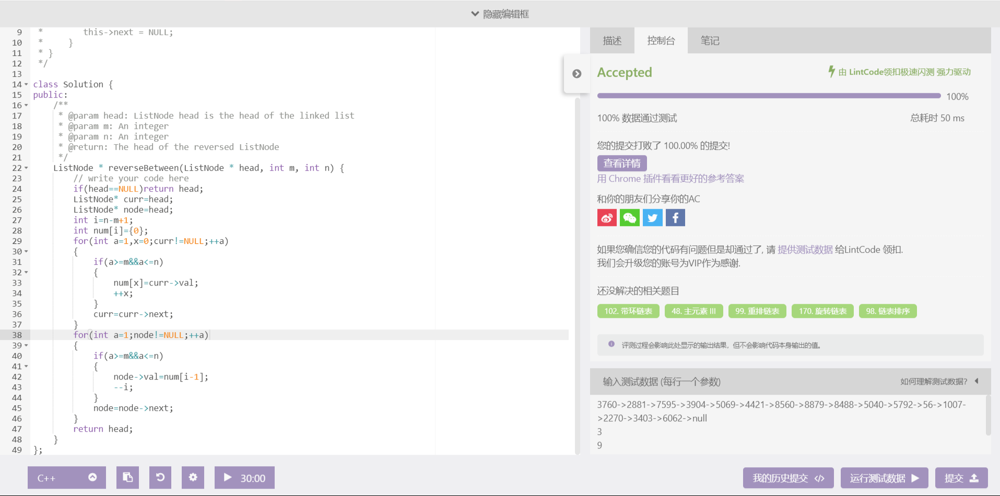 隐藏编辑框
9 *        this->next = NULL;
10 *     }
11 * }
12 */
13
14 class Solution {
15 public:
16     /**
17      * @param head: ListNode head is the head of the linked list
18      * @param m: An integer
19      * @param n: An integer
20      * @return: The head of the reversed ListNode
21      */
22     ListNode * reverseBetween(ListNode * head, int m, int n) {
23         // write your code here
24         if(head==NULL)return head;
25         ListNode* curr=head;
26         ListNode* node=head;
27         int i=n-m+1;
28         int num[i]={0};
29         for(int a=1,x=0;curr!=NULL;++a)
30         {
31             if(a>=m&&a<=n)
32             {
33                 num[x]=curr->val;
34                 ++x;
35             }
36             curr=curr->next;
37         }
38         for(int a=1;node!=NULL;++a)
39         {
40             if(a>=m&&a<=n)
41             {
42                 node->val=num[i-1];
43                 --i;
44             }
45             node=node->next;
46         }
47         return head;
48     }
49 };
C++
30:00
描述 控制台 笔记
Accepted 由 LintCode领扣极速闪测 强力驱动
100%
100% 数据通过测试 总耗时 50 ms
您的提交打败了 100.00% 的提交!
查看详情
用 Chrome 插件看看更好的参考答案
和你的朋友们分享你的AC
如果您确信您的代码有问题但是却通过了, 请 提供测试数据 给LintCode 领扣.
我们会升级您的账号为VIP作为感谢.
还没解决的相关题目
102. 带环链表 48. 主元素 III 99. 重排链表 170. 旋转链表 98. 链表排序
评测过程会影响此处显示的输出结果，但不会影响代码本身输出的值。
输入测试数据 (每行一个参数) 如何理解测试数据?
3760->2881->7595->3904->5069->4421->8560->8879->8488->5040->5792->56->1007-
>2270->3403->6062->null
3
9
我的历史提交 </> 运行测试数据 提交